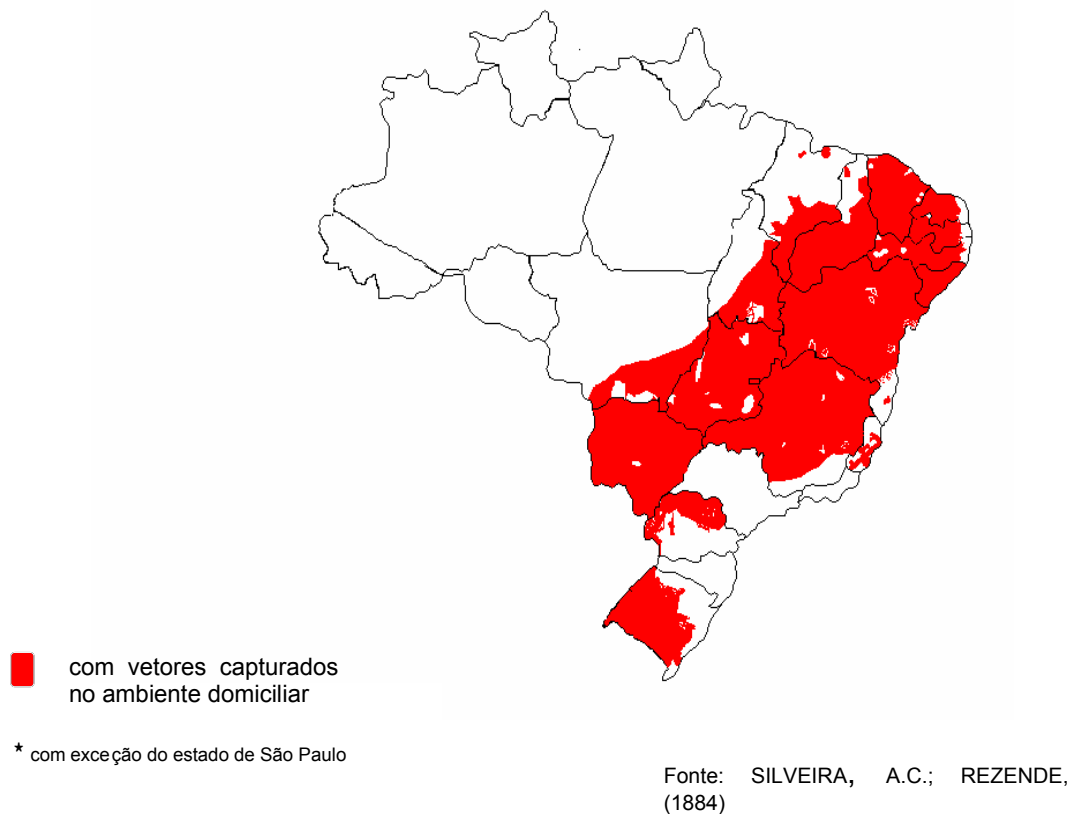 com vetores capturados
no ambiente domiciliar
* com exceção do estado de São Paulo
Fonte: SILVEIRA, A.C.; REZENDE,
(1884)